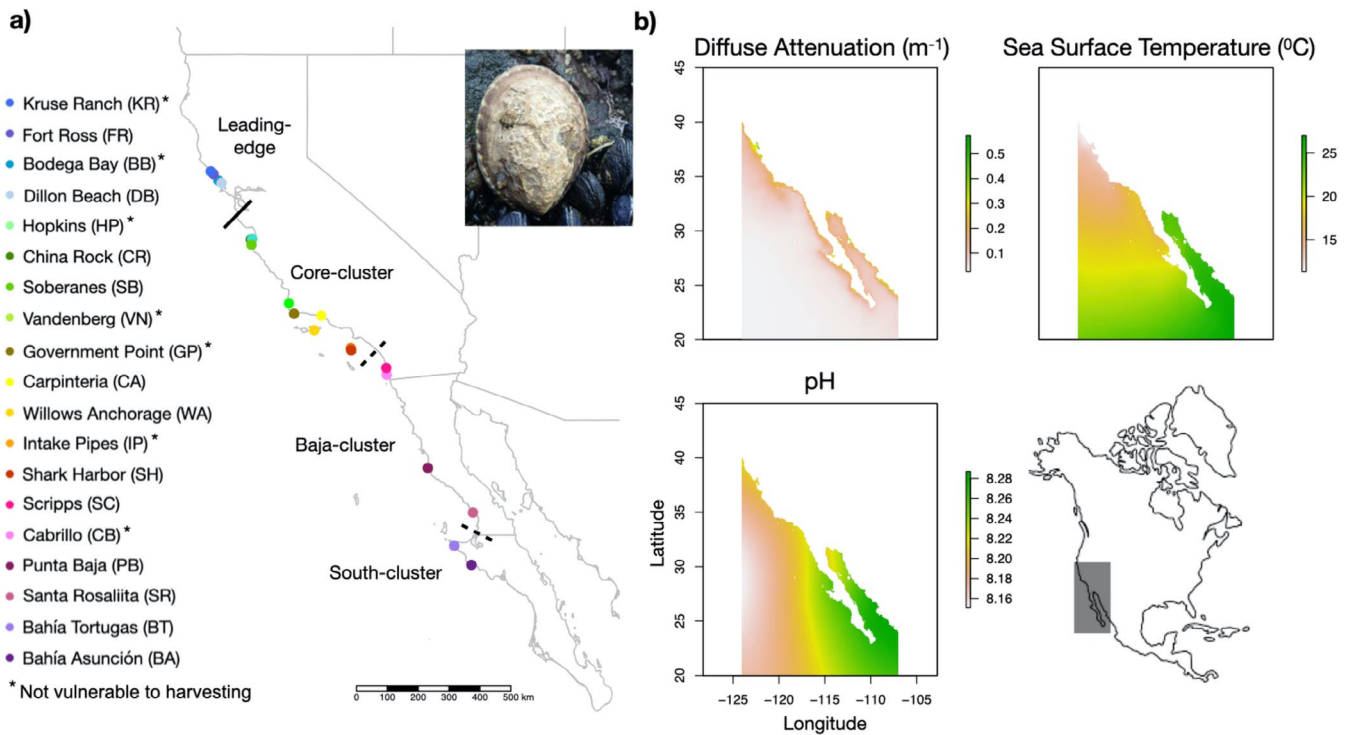 a)
Kruse Ranch (KR)*
Fort Ross (FR)
Bodega Bay (BB)*
Dillon Beach (DB)
Hopkins (HP)*
China Rock (CR)
Soberanes (SB)
Vandenberg (VN)*
Government Point (GP)*
Carpinteria (CA)
Willows Anchorage (WA)
Intake Pipes (IP)*
Shark Harbor (SH)
Scripps (SC)
Cabrillo (CB)*
Punta Baja (PB)
Santa Rosaliita (SR)
Bahía Tortugas (BT)
Bahía Asunción (BA)
*Not vulnerable to harvesting
Leading-
edge
Core-cluster
Baja-cluster
South-cluster
0 100 200 300 400 500 km
b)
Diffuse Attenuation (m⁻¹)
45
40
35
30
25
20
0.5
0.4
0.3
0.2
0.1
Sea Surface Temperature (⁰C)
25
20
15
pH
45
40
35
30
25
20
Latitude
−125 −120 −115 −110 −105
Longitude
8.28
8.26
8.24
8.22
8.20
8.18
8.16